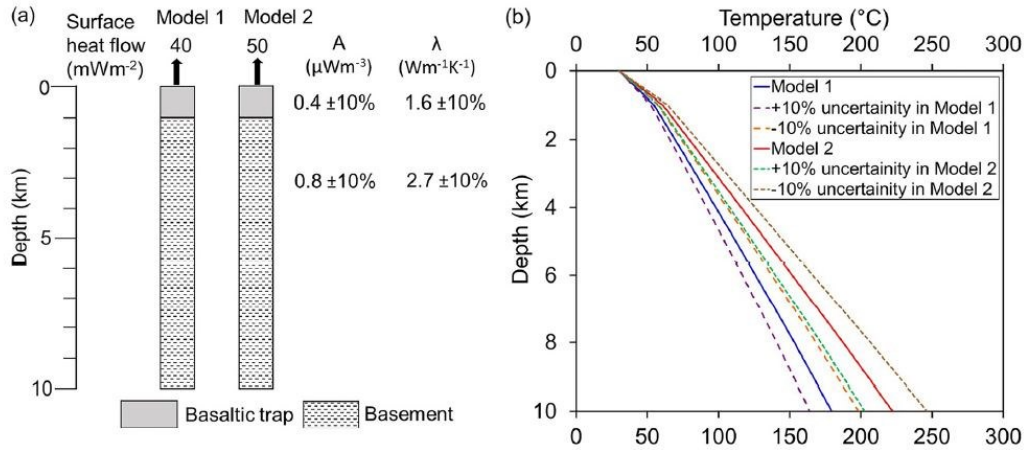 (a)
Surface
heat flow
(mWm-2)
Model 1
Model 2
40
50
A
(μWm-3)
λ
(Wm-1K-1)
0.4 ±10%
1.6 ±10%
0.8 ±10%
2.7 ±10%
0
5
10
Depth (km)
Basaltic trap
Basement
(b)
Temperature (°C)
0 50 100 150 200 250 300
0
2
4
6
8
10
Depth (km)
Model 1
+10% uncertainity in Model 1
-10% uncertainity in Model 1
Model 2
+10% uncertainity in Model 2
-10% uncertainity in Model 2
0 50 100 150 200 250 300